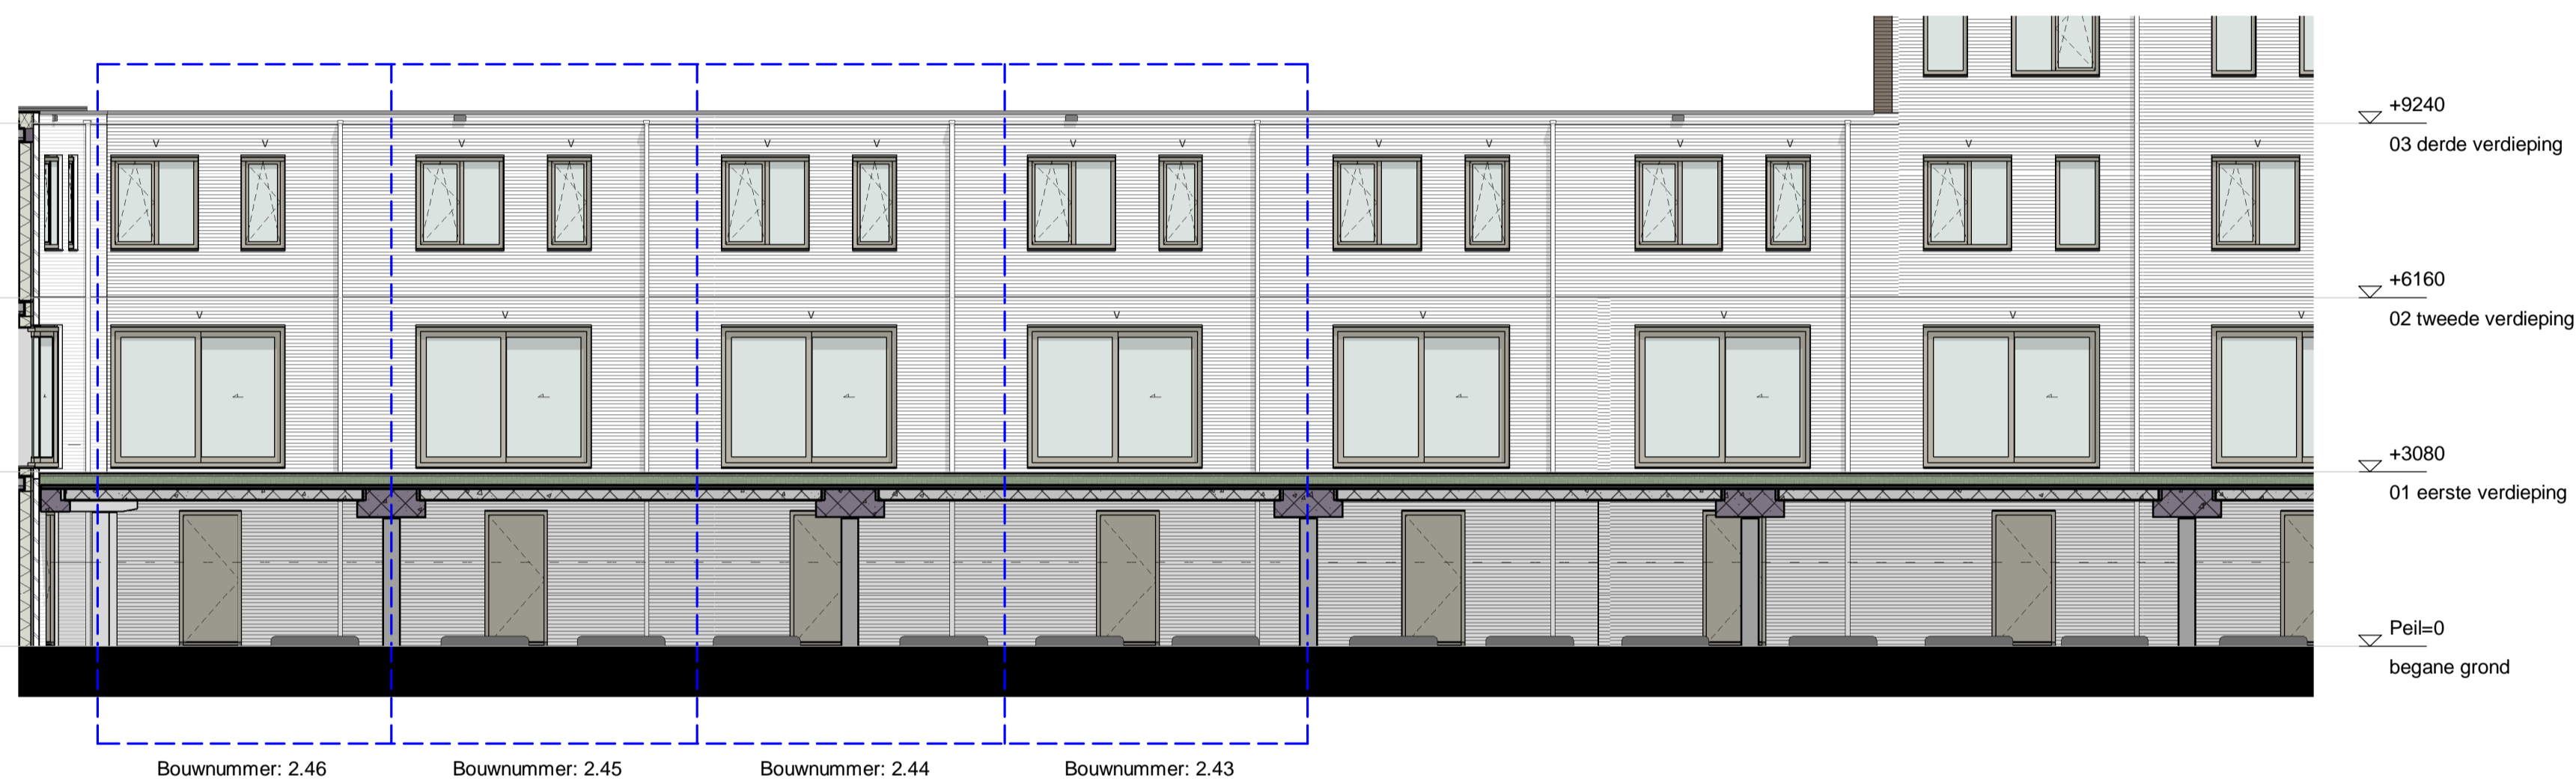 +9240
03 derde verdieping
+6160
02 tweede verdieping
+3080
01 eerste verdieping
Peil=0
begane grond
Bouwnummer: 2.46 Bouwnummer: 2.45 Bouwnummer: 2.44 Bouwnummer: 2.43